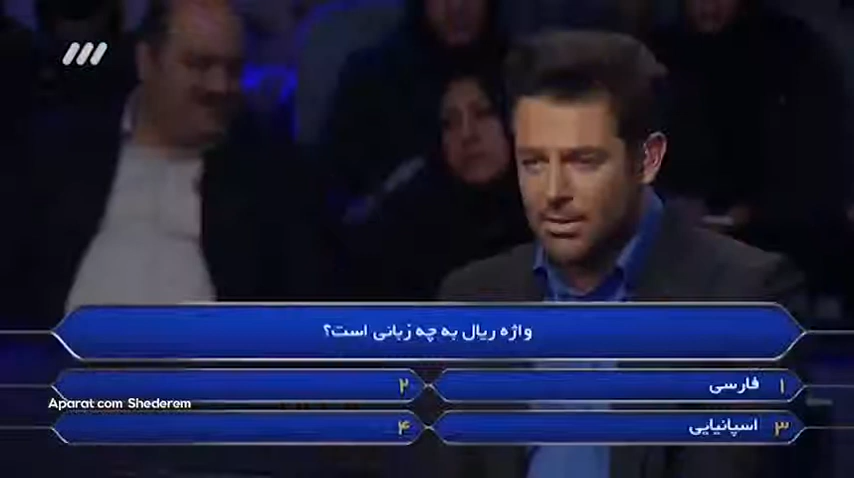 واژه ریال به چه زبانی است؟
۱ فارسی
۲
۳ اسپانیایی
۴
Aparat com Shederem